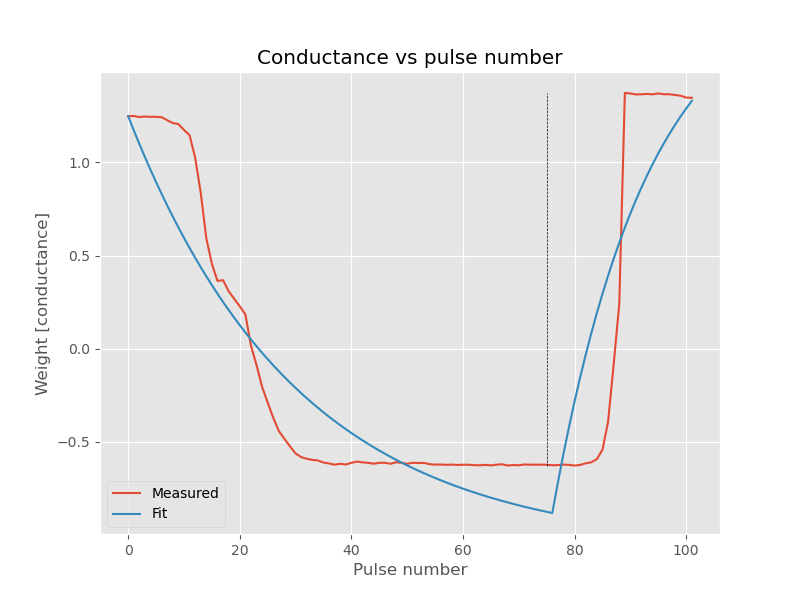 Conductance vs pulse number
Weight [conductance]
1.0
0.5
0.0
−0.5
Measured
Fit
0 20 40 60 80 100
Pulse number